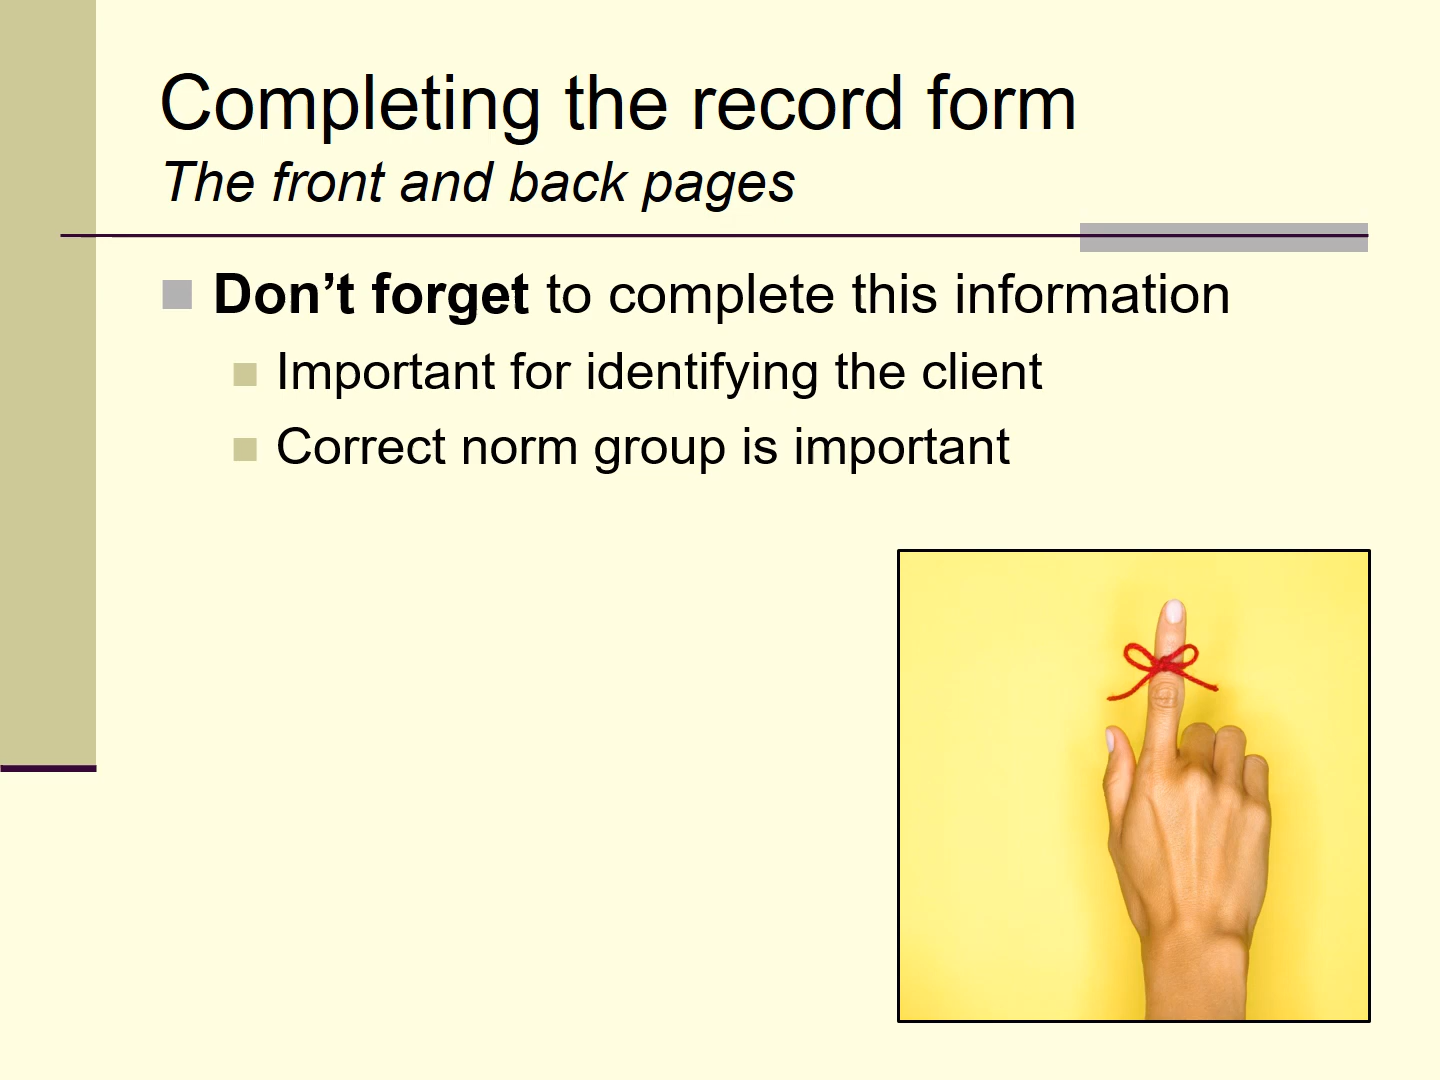 Completing the record form
The front and back pages
Don’t forget to complete this information
Important for identifying the client
Correct norm group is important